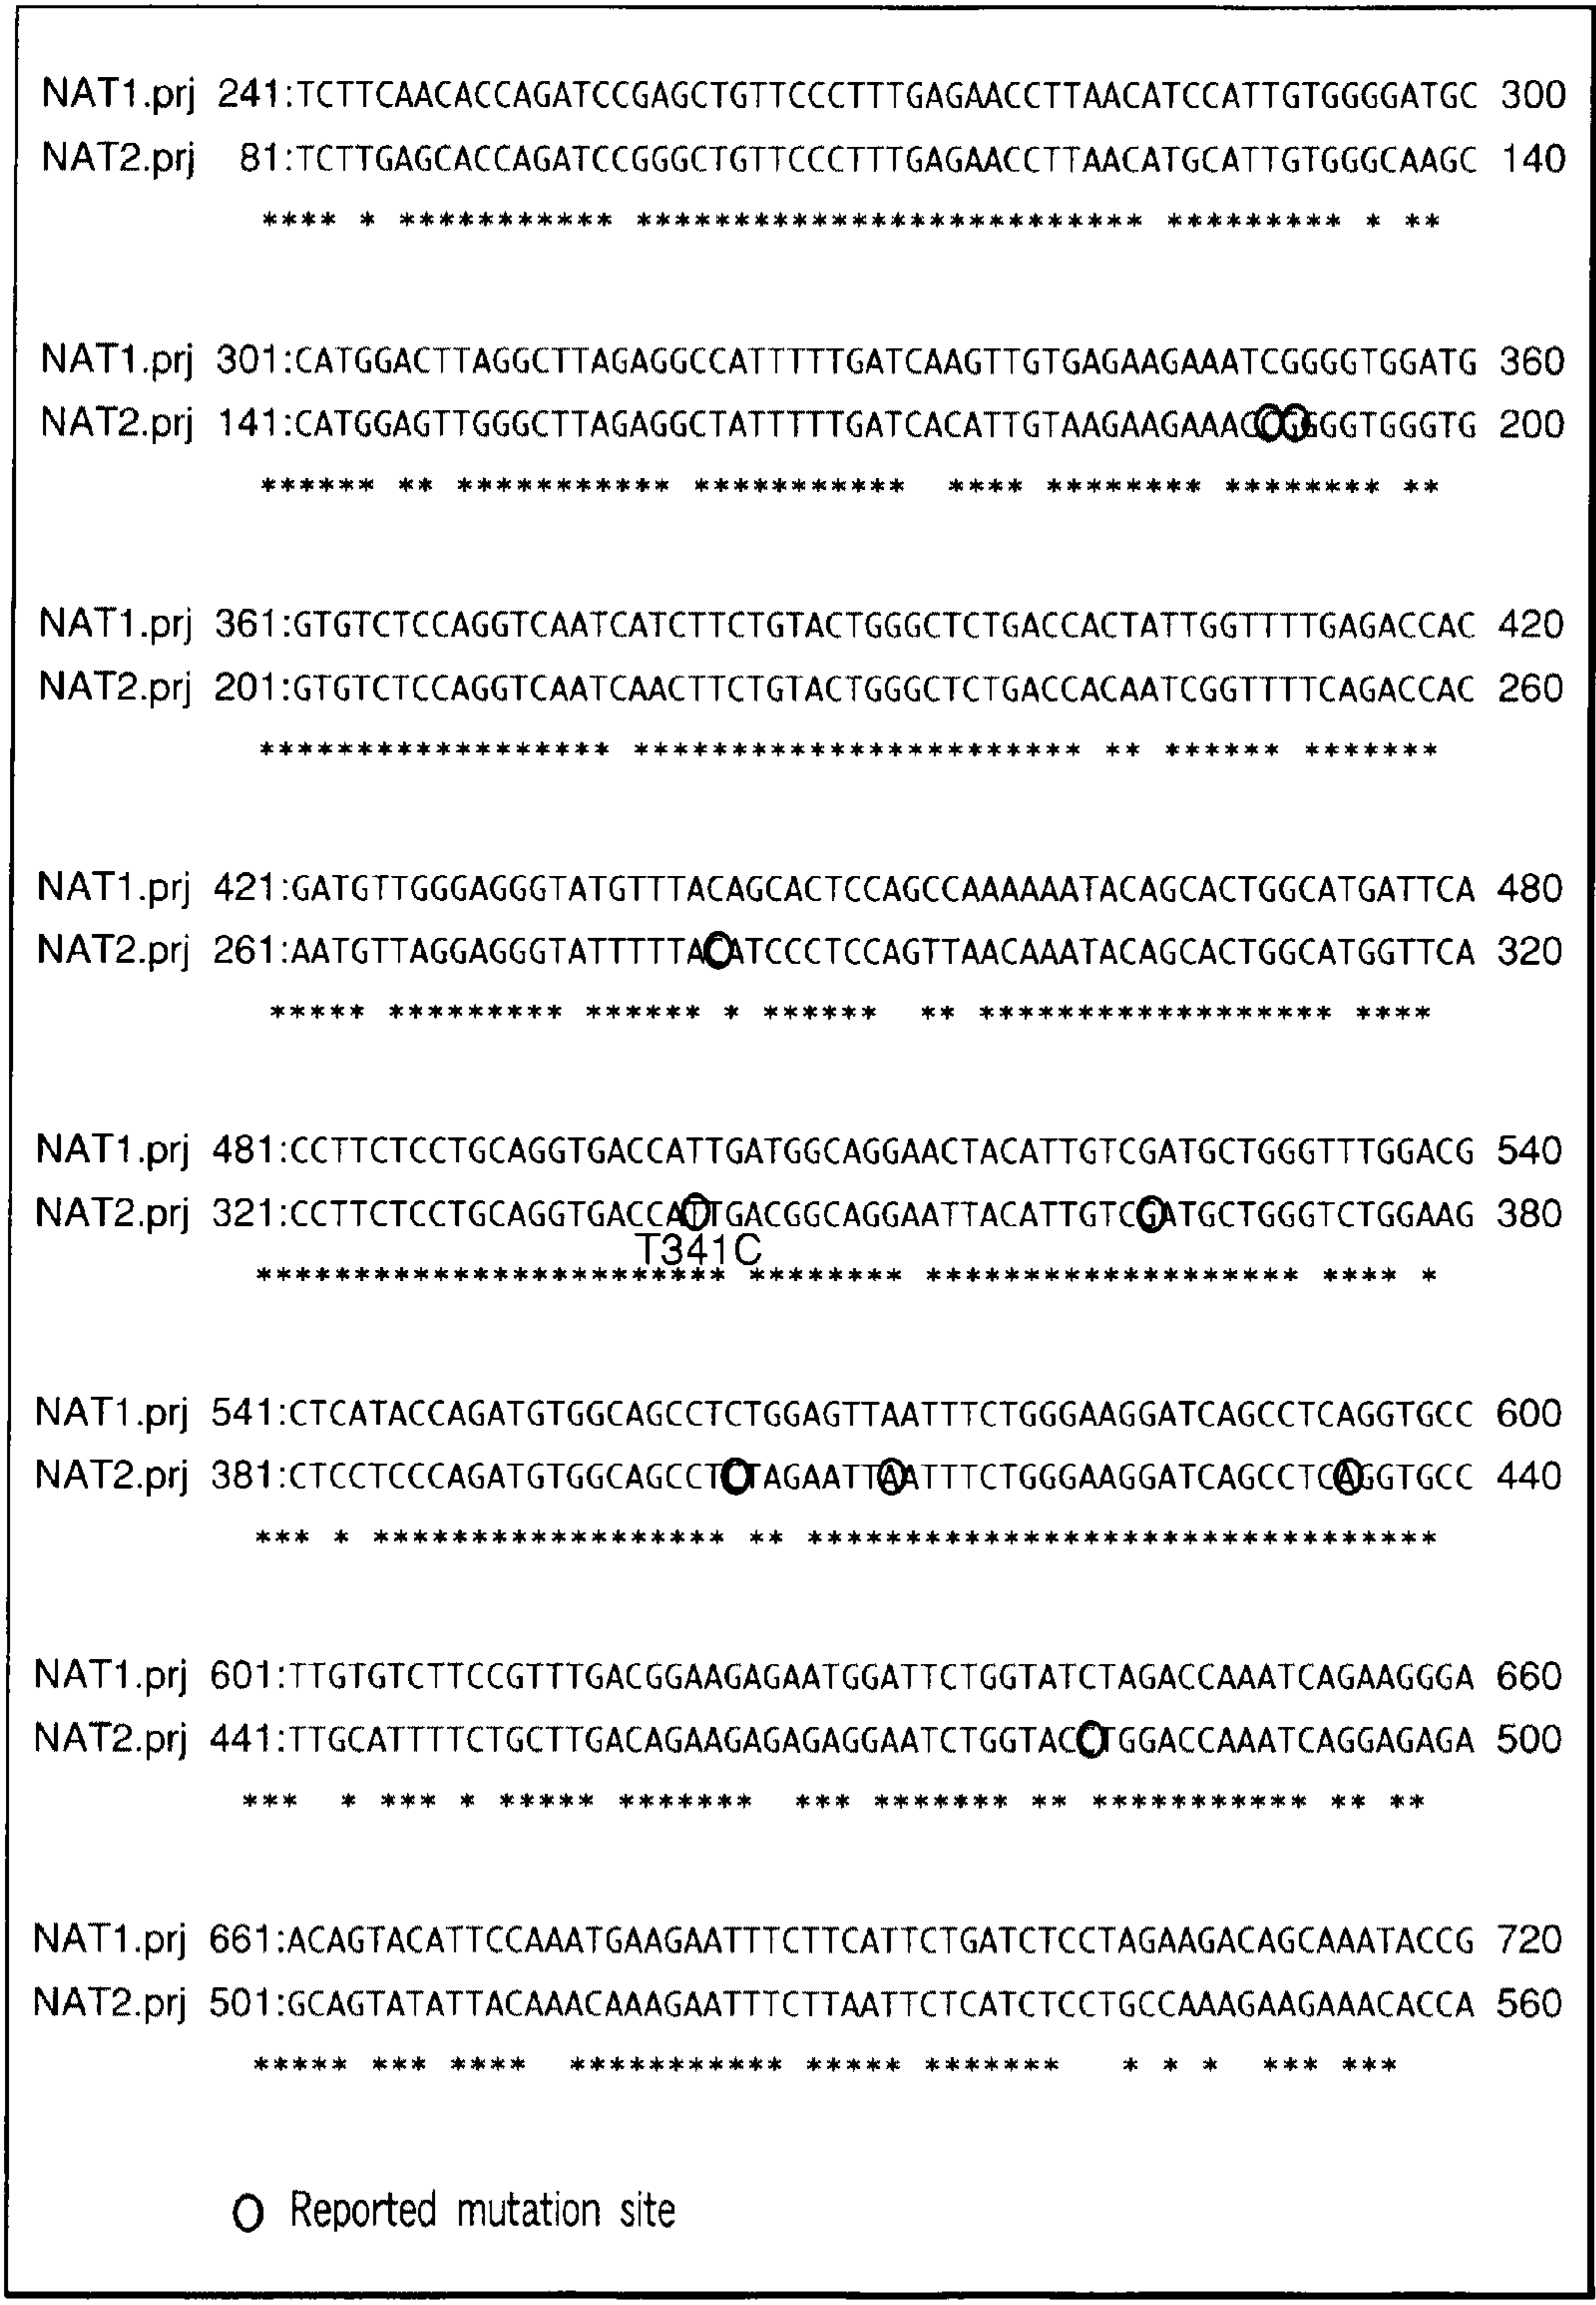 NAT1.prj 241:TCTTCAACACCAGATCCGAGCTGTTCCCTTTGAGAACCTTAACATCCATTGTGGGGATGC 300
NAT2.prj 81:TCTTGAGCACCAGATCCGGGCTGTTCCCTTTGAGAACCTTAACATGCATTGTGGGCAAGC 140
**** * *********** ************************** ********* * **
NAT1.prj 301:CATGGACTTAGGCTTAGAGGCCATTTTTGATCAAGTTGTGAGAAGAAATCGGGGTGGATG 360
NAT2.prj 141:CATGGAGTTGGGCTTAGAGGCTATTTTTGATCACATTGTAAGAAGAAACCGGGGTGGGTG 200
****** ** *********** *********** **** ******** ******** **
NAT1.prj 361:GTGTCTCCAGGTCAATCATCTTCTGTACTGGGCTCTGACCACTATTGGTTTTGAGACCAC 420
NAT2.prj 201:GTGTCTCCAGGTCAATCAACTTCTGTACTGGGCTCTGACCACAATCGGTTTTCAGACCAC 260
****************** *********************** ** ****** *******
NAT1.prj 421:GATGTTGGGAGGGTATGTTTACAGCACTCCAGCCAAAAAATACAGCACTGGCATGATTCA 480
NAT2.prj 261:AATGTTAGGAGGGTATTTTTACATCCCTCCAGTTAACAAATACAGCACTGGCATGGTTCA 320
***** ********* ****** * ****** ** ****************** ****
NAT1.prj 481:CCTTCTCCTGCAGGTGACCATTGATGGCAGGAACTACATTGTCGATGCTGGGTTTGGACG 540
NAT2.prj 321:CCTTCTCCTGCAGGTGACCATTGACGGCAGGAATTACATTGTCGATGCTGGGTCTGGAAG 380
T341C
************************ ******** ******************* **** *
NAT1.prj 541:CTCATACCAGATGTGGCAGCCTCTGGAGTTAATTTCTGGGAAGGATCAGCCTCAGGTGCC 600
NAT2.prj 381:CTCCTCCCAGATGTGGCAGCCTCTAGAATTAATTTCTGGGAAGGATCAGCCTCAGGTGCC 440
*** * ****************** ** ********************************
NAT1.prj 601:TTGTGTCTTCCGTTTGACGGAAGAGAATGGATTCTGGTATCTAGACCAAATCAGAAGGGA 660
NAT2.prj 441:TTGCATTTTCTGCTTGACAGAAGAGAGAGGAATCTGGTACCTGGACCAAATCAGGAGAGA 500
*** * *** * ***** ******* *** ******* ** *********** ** **
NAT1.prj 661:ACAGTACATTCCAAATGAAGAATTTCTTCATTCTGATCTCCTAGAAGACAGCAAATACCG 720
NAT2.prj 501:GCAGTATATTACAAACAAAGAATTTCTTAATTCTCATCTCCTGCCAAAGAAGAAACACCA 560
***** *** **** *********** ***** ******* * * * *** ***
O Reported mutation site